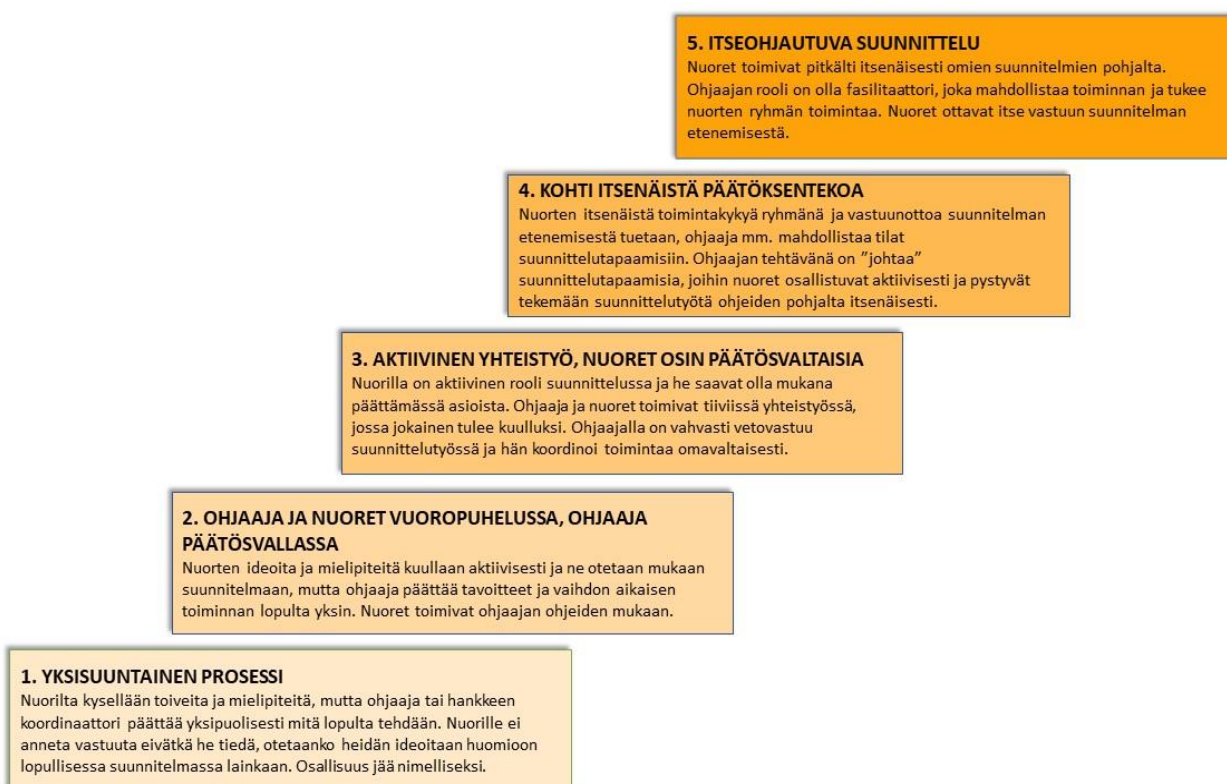 5. ITSEOHJAUTUVA SUUNNITTELU
Nuoret toimivat pitkälti itsenäisesti omien suunnitelmien pohjalta.
Ohjaajan rooli on olla fasilitaattori, joka mahdollistaa toiminnan ja tukee
nuorten ryhmän toimintaa. Nuoret ottavat itse vastuun suunnitelman
etenemisestä.
4. KOHTI ITSENÄISTÄ PÄÄTÖKSENTEKOA
Nuorten itsenäistä toimintakykyä ryhmänä ja vastuunottoa suunnitelman
etenemisestä tuetaan, ohjaaja mm. mahdollistaa tilat
suunnittelutapaamisiin. Ohjaajan tehtävänä on ”johtaa”
suunnittelutapaamisia, joihin nuoret osallistuvat aktiivisesti ja pystyvät
tekemään suunnittelutyötä ohjeiden pohjalta itsenäisesti.
3. AKTIIVINEN YHTEISTYÖ, NUORET OSIN PÄÄTÖSVALTAISIA
Nuorilla on aktiivinen rooli suunnittelussa ja he saavat olla mukana
päättämässä asioista. Ohjaaja ja nuoret toimivat tiiviissä yhteistyössä,
jossa jokainen tulee kuulluksi. Ohjaajalla on vahvasti vetovastuu
suunnittelutyössä ja hän koordinoi toimintaa omavaltaisesti.
2. OHJAAJA JA NUORET VUOROPUHELUSSA, OHJAAJA
PÄÄTÖSVALLASSA
Nuorten ideoita ja mielipiteitä kuullaan aktiivisesti ja ne otetaan mukaan
suunnitelmaan, mutta ohjaaja päättää tavoitteet ja vaihdon aikaisen
toiminnan lopulta yksin. Nuoret toimivat ohjaajan ohjeiden mukaan.
1. YKSISUUNTAINEN PROSESSI
Nuorilta kysellään toiveita ja mielipiteitä, mutta ohjaaja tai hankkeen
koordinaattori päättää yksipuolisesti mitä lopulta tehdään. Nuorille ei
anneta vastuuta eivätkä he tiedä, otetaanko heidän ideoitaan huomioon
lopullisessa suunnitelmassa lainkaan. Osallisuus jää nimelliseksi.